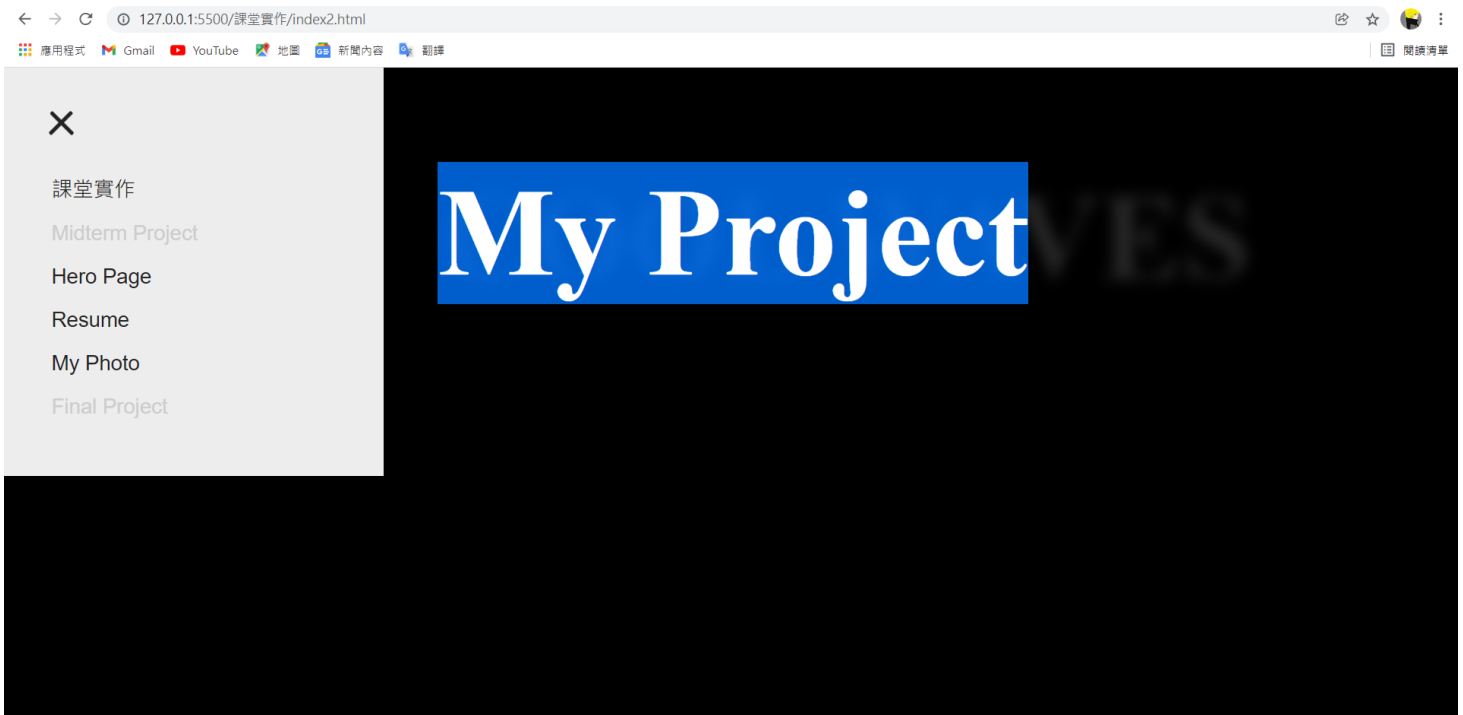 127.0.0.1:5500/課堂實作/index2.html
應用程式 Gmail YouTube 地圖 新聞內容 翻譯 閱讀清單
課堂實作
Midterm Project
Hero Page
Resume
My Photo
Final Project
My Project